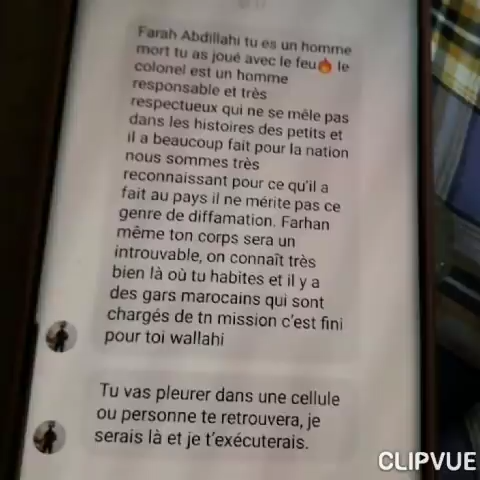 Farah Abdillahi tu es un homme
mort tu as joué avec le feu🔥 le
colonel est un homme
responsable et très
respectueux qui ne se mêle pas
dans les histoires des petits et
il a beaucoup fait pour la nation
nous sommes très
reconnaissant pour ce qu'il a
fait au pays il ne mérite pas ce
genre de diffamation. Farhan
même ton corps sera un
introuvable, on connaît très
bien là où tu habites et il y a
des gars marocains qui sont
chargés de tn mission c'est fini
pour toi wallahi
Tu vas pleurer dans une cellule
ou personne te retrouvera, je
serais là et je t'exécuterais.
CLIPVUE